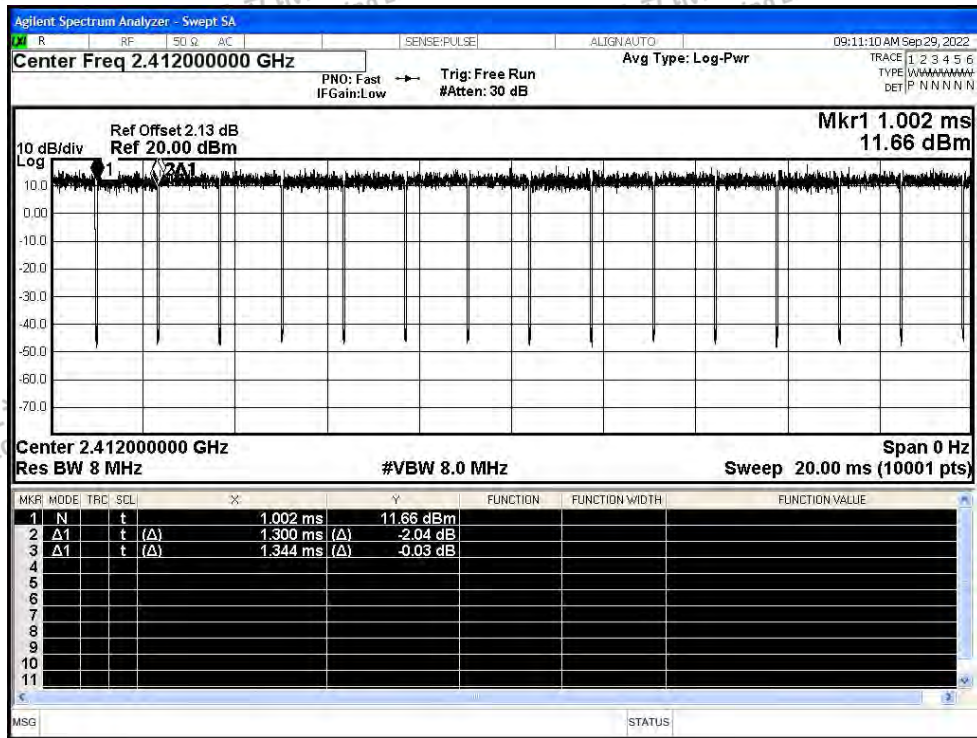 Agilent Spectrum Analyzer - Swept SA
LXI R RF 50 Ω AC SENSE:PULSE ALIGN AUTO 09:11:10 AM Sep 29, 2022
Center Freq 2.412000000 GHz Avg Type: Log-Pwr TRACE 1 2 3 4 5 6
PNO: Fast Trig: Free Run TYPE WWWWWW
IFGain:Low #Atten: 30 dB DET P N N N N N
Mkr1 1.002 ms
Ref Offset 2.13 dB
10 dB/div Ref 20.00 dBm 11.66 dBm
Log
1 2Δ1
10.0
0.00
-10.0
-20.0
-30.0
-40.0
-50.0
-60.0
-70.0
Center 2.412000000 GHz Span 0 Hz
Res BW 8 MHz #VBW 8.0 MHz Sweep 20.00 ms (10001 pts)
MKR MODE TRC SCL X Y FUNCTION FUNCTION WIDTH FUNCTION VALUE
1 N t 1.002 ms 11.66 dBm
2 Δ1 t (Δ) 1.300 ms (Δ) -2.04 dB
3 Δ1 t (Δ) 1.344 ms (Δ) -0.03 dB
4
5
6
7
8
9
10
11
MSG STATUS